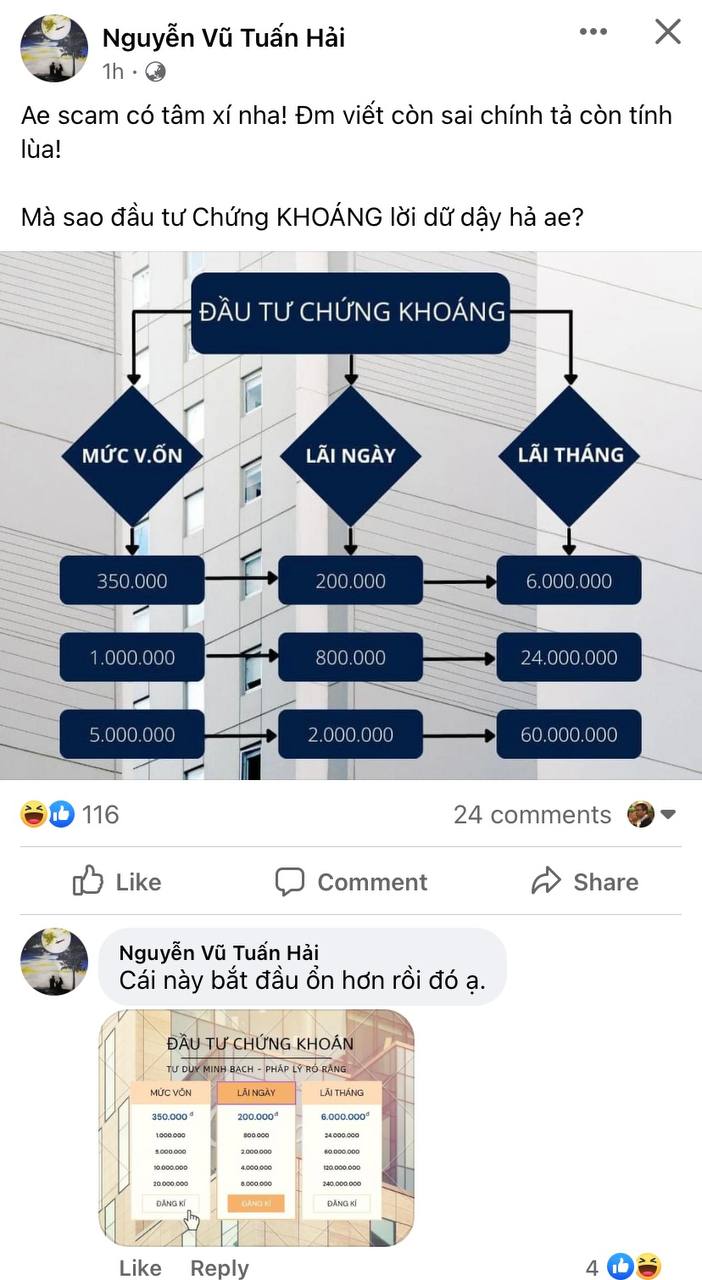 Nguyễn Vũ Tuấn Hải
1h ·
Ae scam có tâm xí nha! Đm viết còn sai chính tả còn tính
lùa!
Mà sao đầu tư Chứng KHOÁNG lời dữ dậy hả ae?
ĐẦU TƯ CHỨNG KHOÁNG
MỨC V.ỐN LÃI NGÀY LÃI THÁNG
350.000 200.000 6.000.000
1.000.000 800.000 24.000.000
5.000.000 2.000.000 60.000.000
116 24 comments
Like Comment Share
Nguyễn Vũ Tuấn Hải
Cái này bắt đầu ổn hơn rồi đó ạ.
ĐẦU TƯ CHỨNG KHOÁN
TƯ DUY MINH BẠCH - PHÁP LÝ RÕ RÀNG
MỨC VỐN LÃI NGÀY LÃI THÁNG
350.000 đ 200.000 đ 6.000.000 đ
1.000.000 800.000 24.000.000
5.000.000 2.000.000 60.000.000
10.000.000 4.000.000 120.000.000
20.000.000 8.000.000 240.000.000
ĐĂNG KÍ ĐĂNG KÍ ĐĂNG KÍ
Like Reply 4